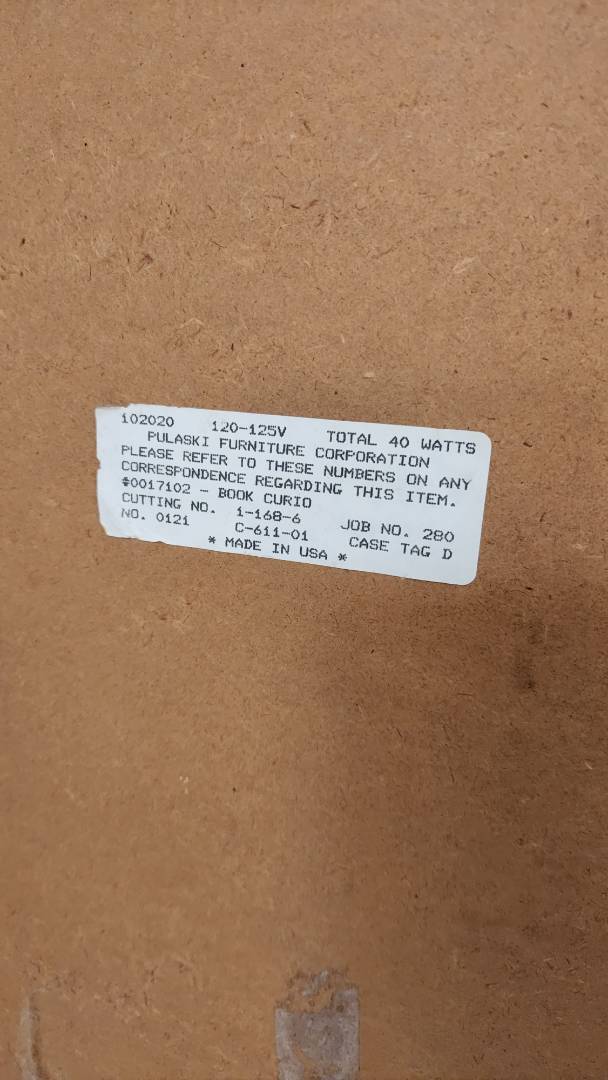 102020 120-125V TOTAL 40 WATTS
PULASKI FURNITURE CORPORATION
PLEASE REFER TO THESE NUMBERS ON ANY
CORRESPONDENCE REGARDING THIS ITEM.
#0017102 - BOOK CURIO
CUTTING NO. 1-168-6 JOB NO. 280
NO. 0121 C-611-01 CASE TAG D
* MADE IN USA *